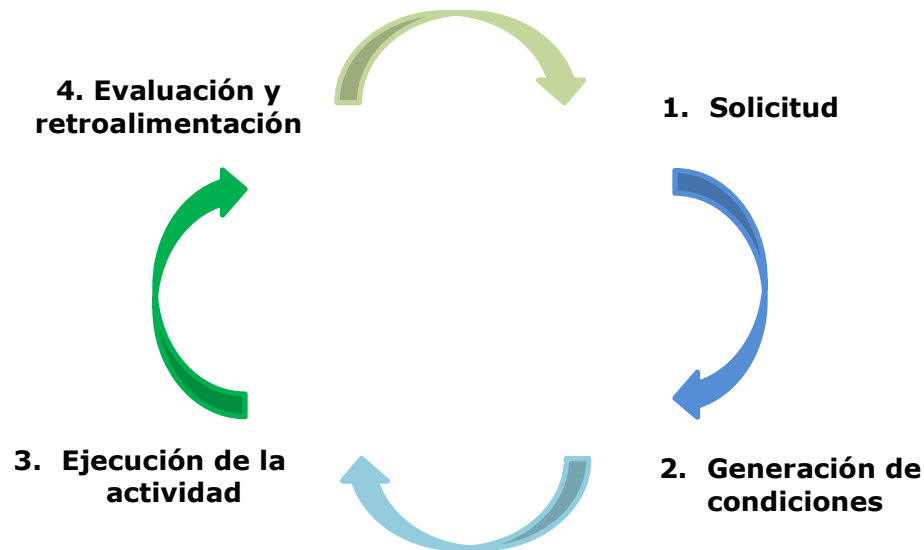 4. Evaluación y
retroalimentación
1. Solicitud
3. Ejecución de la
actividad
2. Generación de
condiciones